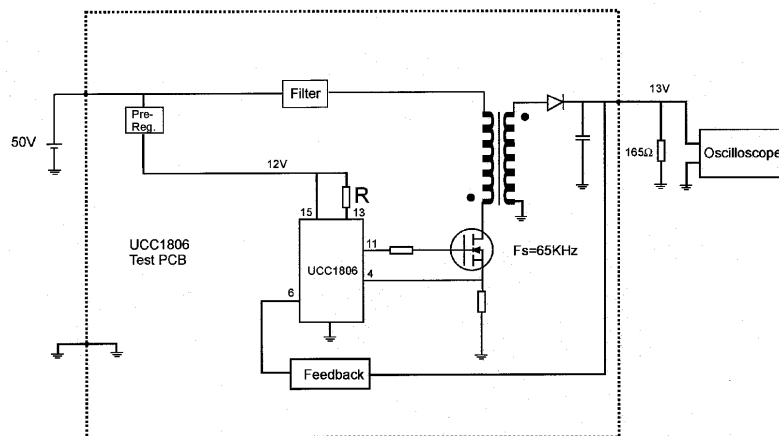 Filter
13V
Pre-
Reg.
50V
12V
R
165Ω
Oscilloscope
15
13
UCC1806
Test PCB
11
Fs=65KHz
UCC1806
4
6
Feedback